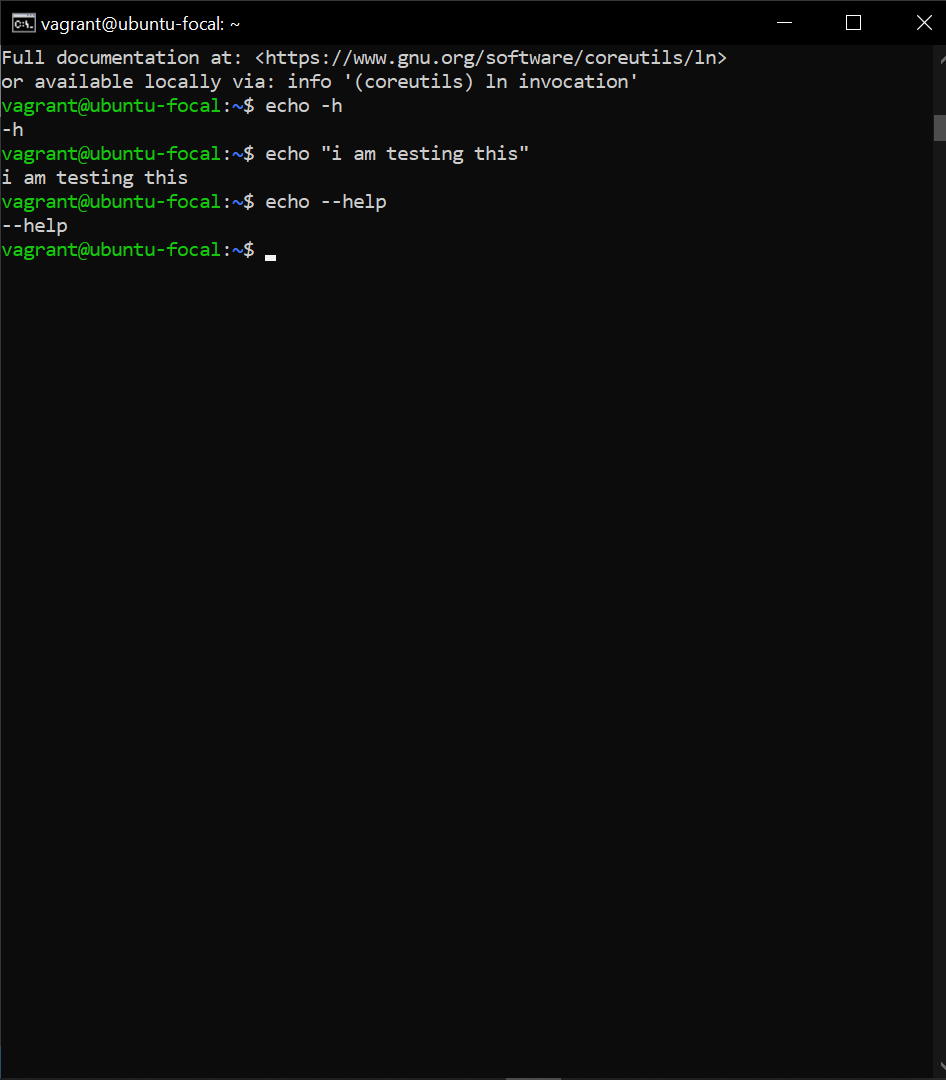 vagrant@ubuntu-focal: ~
Full documentation at: <https://www.gnu.org/software/coreutils/ln>
or available locally via: info '(coreutils) ln invocation'
vagrant@ubuntu-focal:~$ echo -h
-h
vagrant@ubuntu-focal:~$ echo "i am testing this"
i am testing this
vagrant@ubuntu-focal:~$ echo --help
--help
vagrant@ubuntu-focal:~$